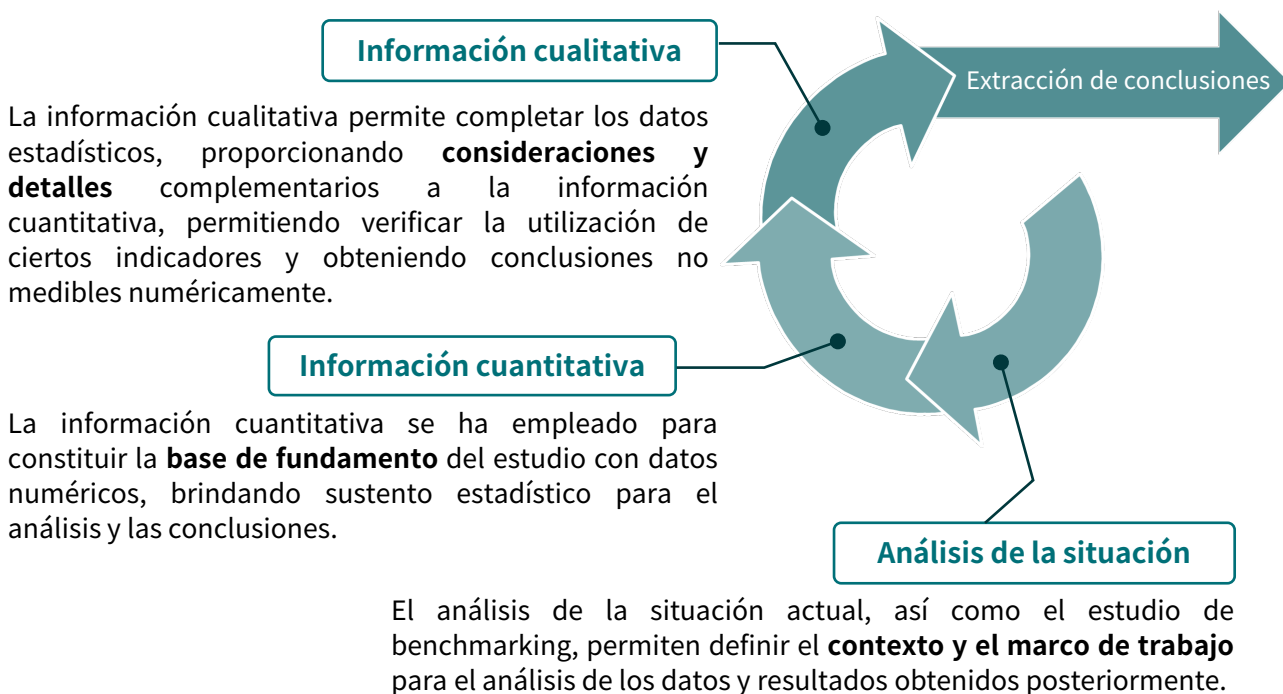 Información cualitativa
Extracción de conclusiones
La información cualitativa permite completar los datos
estadísticos, proporcionando consideraciones y
detalles complementarios a la información
cuantitativa, permitiendo verificar la utilización de
ciertos indicadores y obteniendo conclusiones no
medibles numéricamente.
Información cuantitativa
La información cuantitativa se ha empleado para
constituir la base de fundamento del estudio con datos
numéricos, brindando sustento estadístico para el
análisis y las conclusiones.
Análisis de la situación
El análisis de la situación actual, así como el estudio de
benchmarking, permiten definir el contexto y el marco de trabajo
para el análisis de los datos y resultados obtenidos posteriormente.